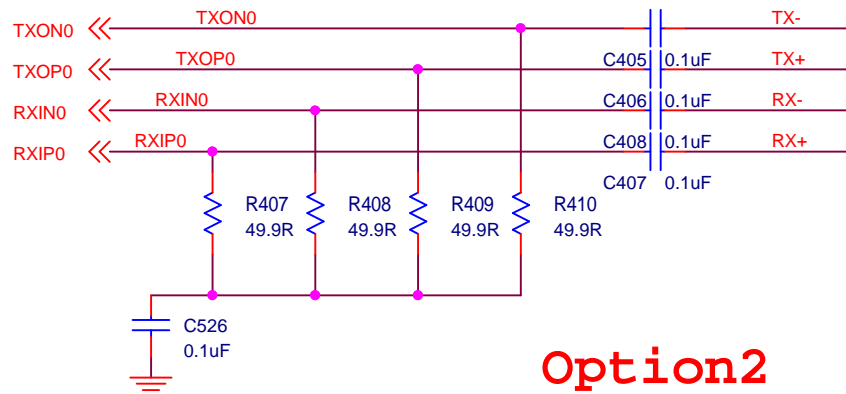 TXON0 TXON0 TX-
TXOP0 TXOP0 C405 0.1uF TX+
RXIN0 RXIN0 C406 0.1uF RX-
RXIP0 RXIP0 C408 0.1uF RX+
C407 0.1uF
R407 R408 R409 R410
49.9R 49.9R 49.9R 49.9R
C526
0.1uF
Option2